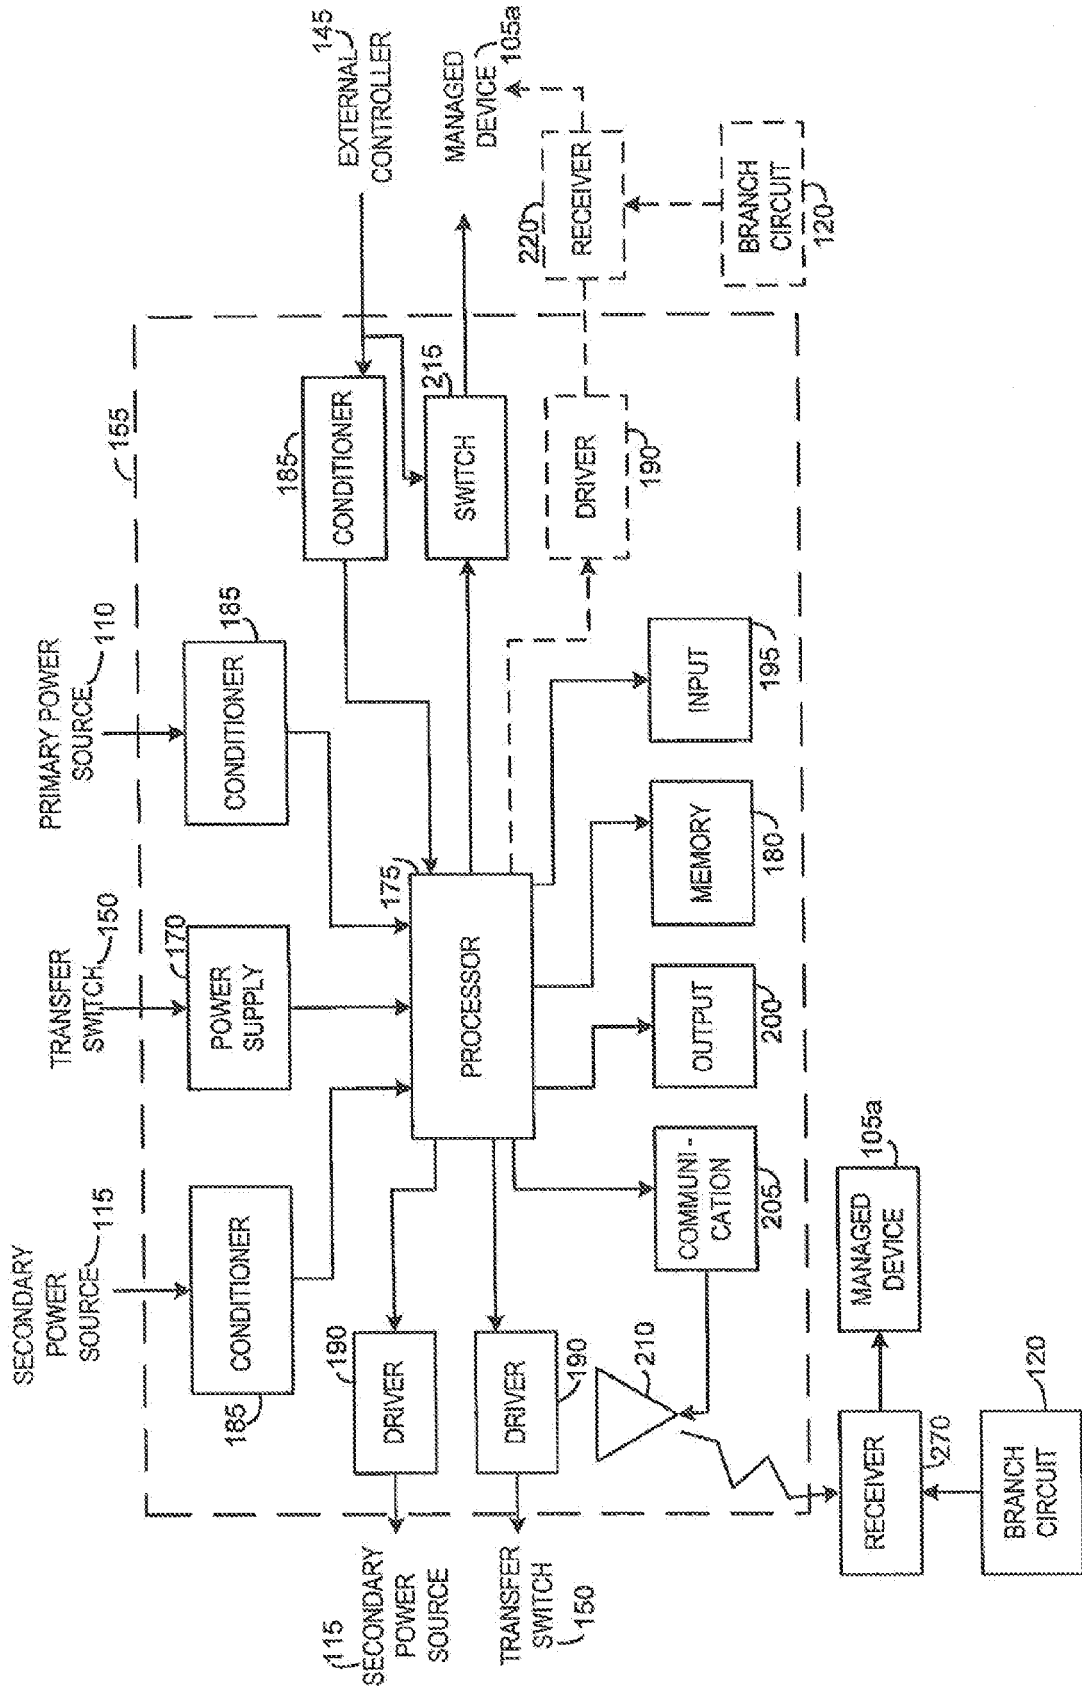 SECONDARY
POWER
SOURCE 115
TRANSFER
SWITCH 150
PRIMARY POWER
SOURCE 110
155
CONDITIONER
185
170
POWER
SUPPLY
CONDITIONER
185
185
CONDITIONER
145
EXTERNAL
CONTROLLER
215
SWITCH
MANAGED
DEVICE 105a
220
RECEIVER
DRIVER
190
BRANCH
CIRCUIT
120
175
PROCESSOR
190
DRIVER
DRIVER
190
115
SECONDARY
POWER
SOURCE
TRANSFER
SWITCH
150
210
COMMUNI-
CATION
205
OUTPUT
200
MEMORY
180
INPUT
195
RECEIVER
270
MANAGED
DEVICE
105a
BRANCH
CIRCUIT
120